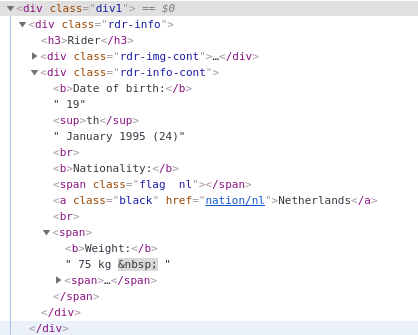 ▼<div class="div1"> == $0
▼<div class="rdr-info">
<h3>Rider</h3>
▶<div class="rdr-img-cont">…</div>
▼<div class="rdr-info-cont">
<b>Date of birth:</b>
" 19"
<sup>th</sup>
" January 1995 (24)"
<br>
<b>Nationality:</b>
<span class="flag  nl"></span>
<a class="black" href="nation/nl">Netherlands</a>
<br>
▼<span>
<b>Weight:</b>
" 75 kg &nbsp; "
▶<span>…</span>
</span>
</div>
</div>